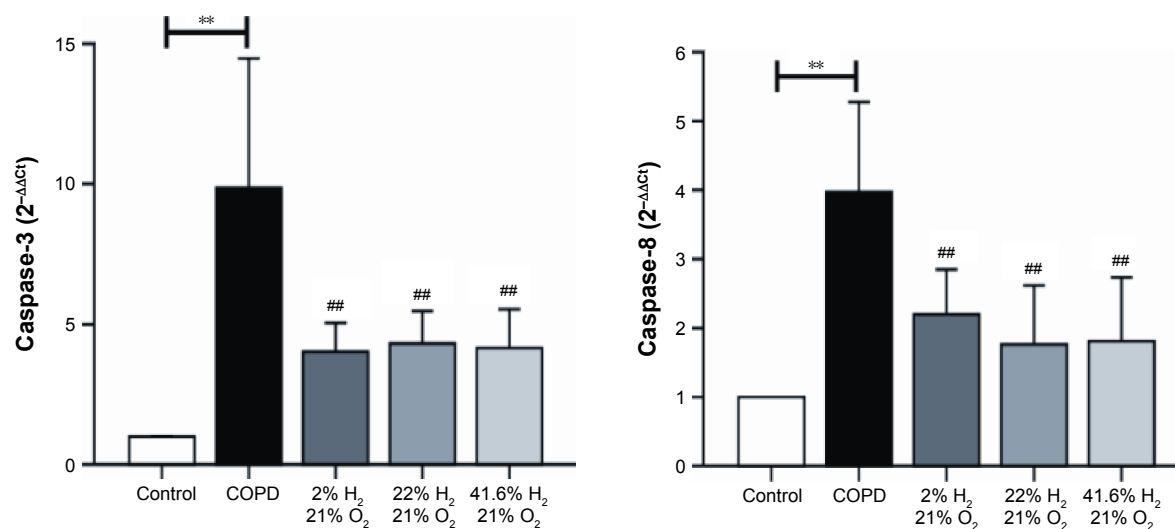 **
15
10
5
0
Caspase-3 (2⁻ΔΔCt)
##
##
##
Control
COPD
2% H₂
21% O₂
22% H₂
21% O₂
41.6% H₂
21% O₂
**
6
5
4
3
2
1
0
Caspase-8 (2⁻ΔΔCt)
##
##
##
Control
COPD
2% H₂
21% O₂
22% H₂
21% O₂
41.6% H₂
21% O₂